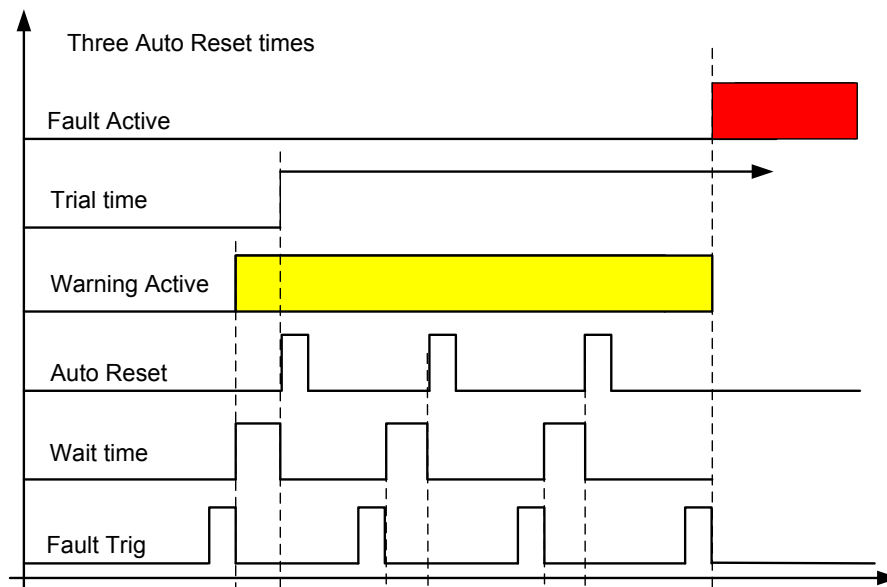 Three Auto Reset times
Fault Active
Trial time
Warning Active
Auto Reset
Wait time
Fault Trig